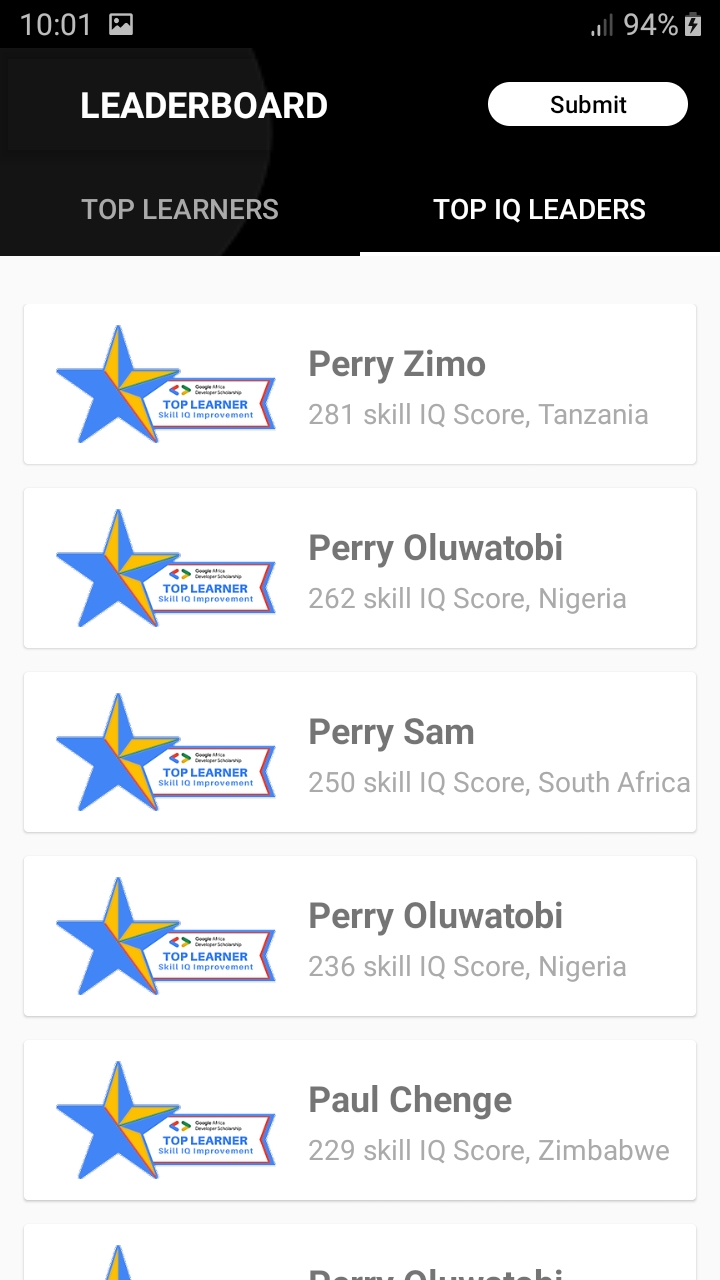 10:01 94%
LEADERBOARD
Submit
TOP LEARNERS
TOP IQ LEADERS
Google Africa
Developer Scholarship
TOP LEARNER
Skill IQ Improvement
Perry Zimo
281 skill IQ Score, Tanzania
Google Africa
Developer Scholarship
TOP LEARNER
Skill IQ Improvement
Perry Oluwatobi
262 skill IQ Score, Nigeria
Google Africa
Developer Scholarship
TOP LEARNER
Skill IQ Improvement
Perry Sam
250 skill IQ Score, South Africa
Google Africa
Developer Scholarship
TOP LEARNER
Skill IQ Improvement
Perry Oluwatobi
236 skill IQ Score, Nigeria
Google Africa
Developer Scholarship
TOP LEARNER
Skill IQ Improvement
Paul Chenge
229 skill IQ Score, Zimbabwe
Perry Oluwatobi